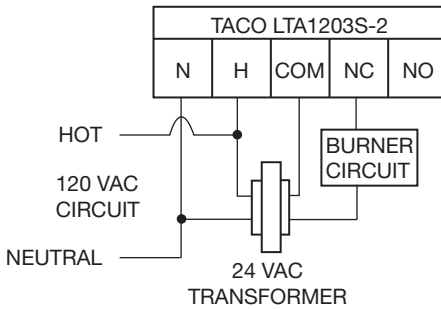 TACO LTA1203S-2
N H COM NC NO
HOT
BURNER
CIRCUIT
120 VAC
CIRCUIT
NEUTRAL
24 VAC
TRANSFORMER